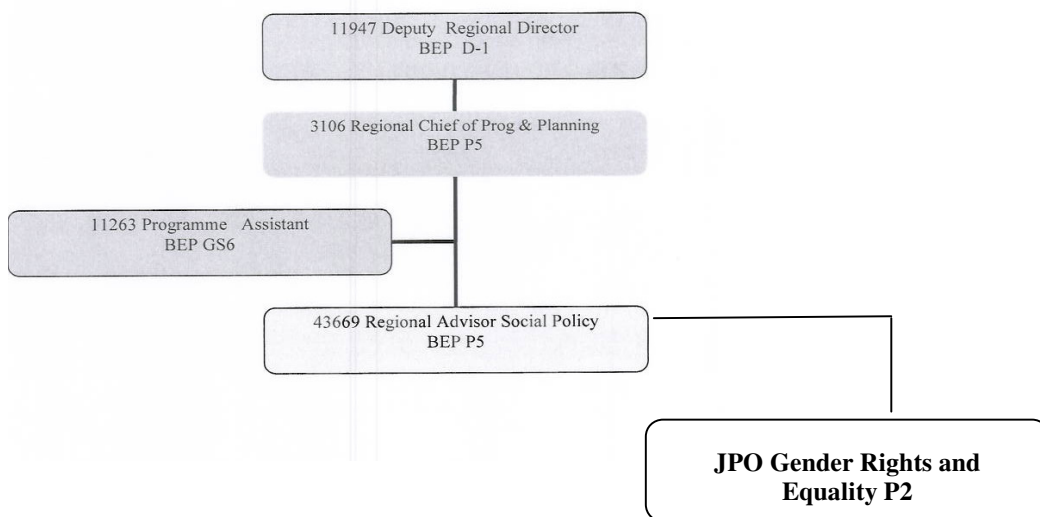 11947 Deputy Regional Director
BEP D-1
3106 Regional Chief of Prog & Planning
BEP P5
11263 Programme Assistant
BEP GS6
43669 Regional Advisor Social Policy
BEP P5
JPO Gender Rights and
Equality P2